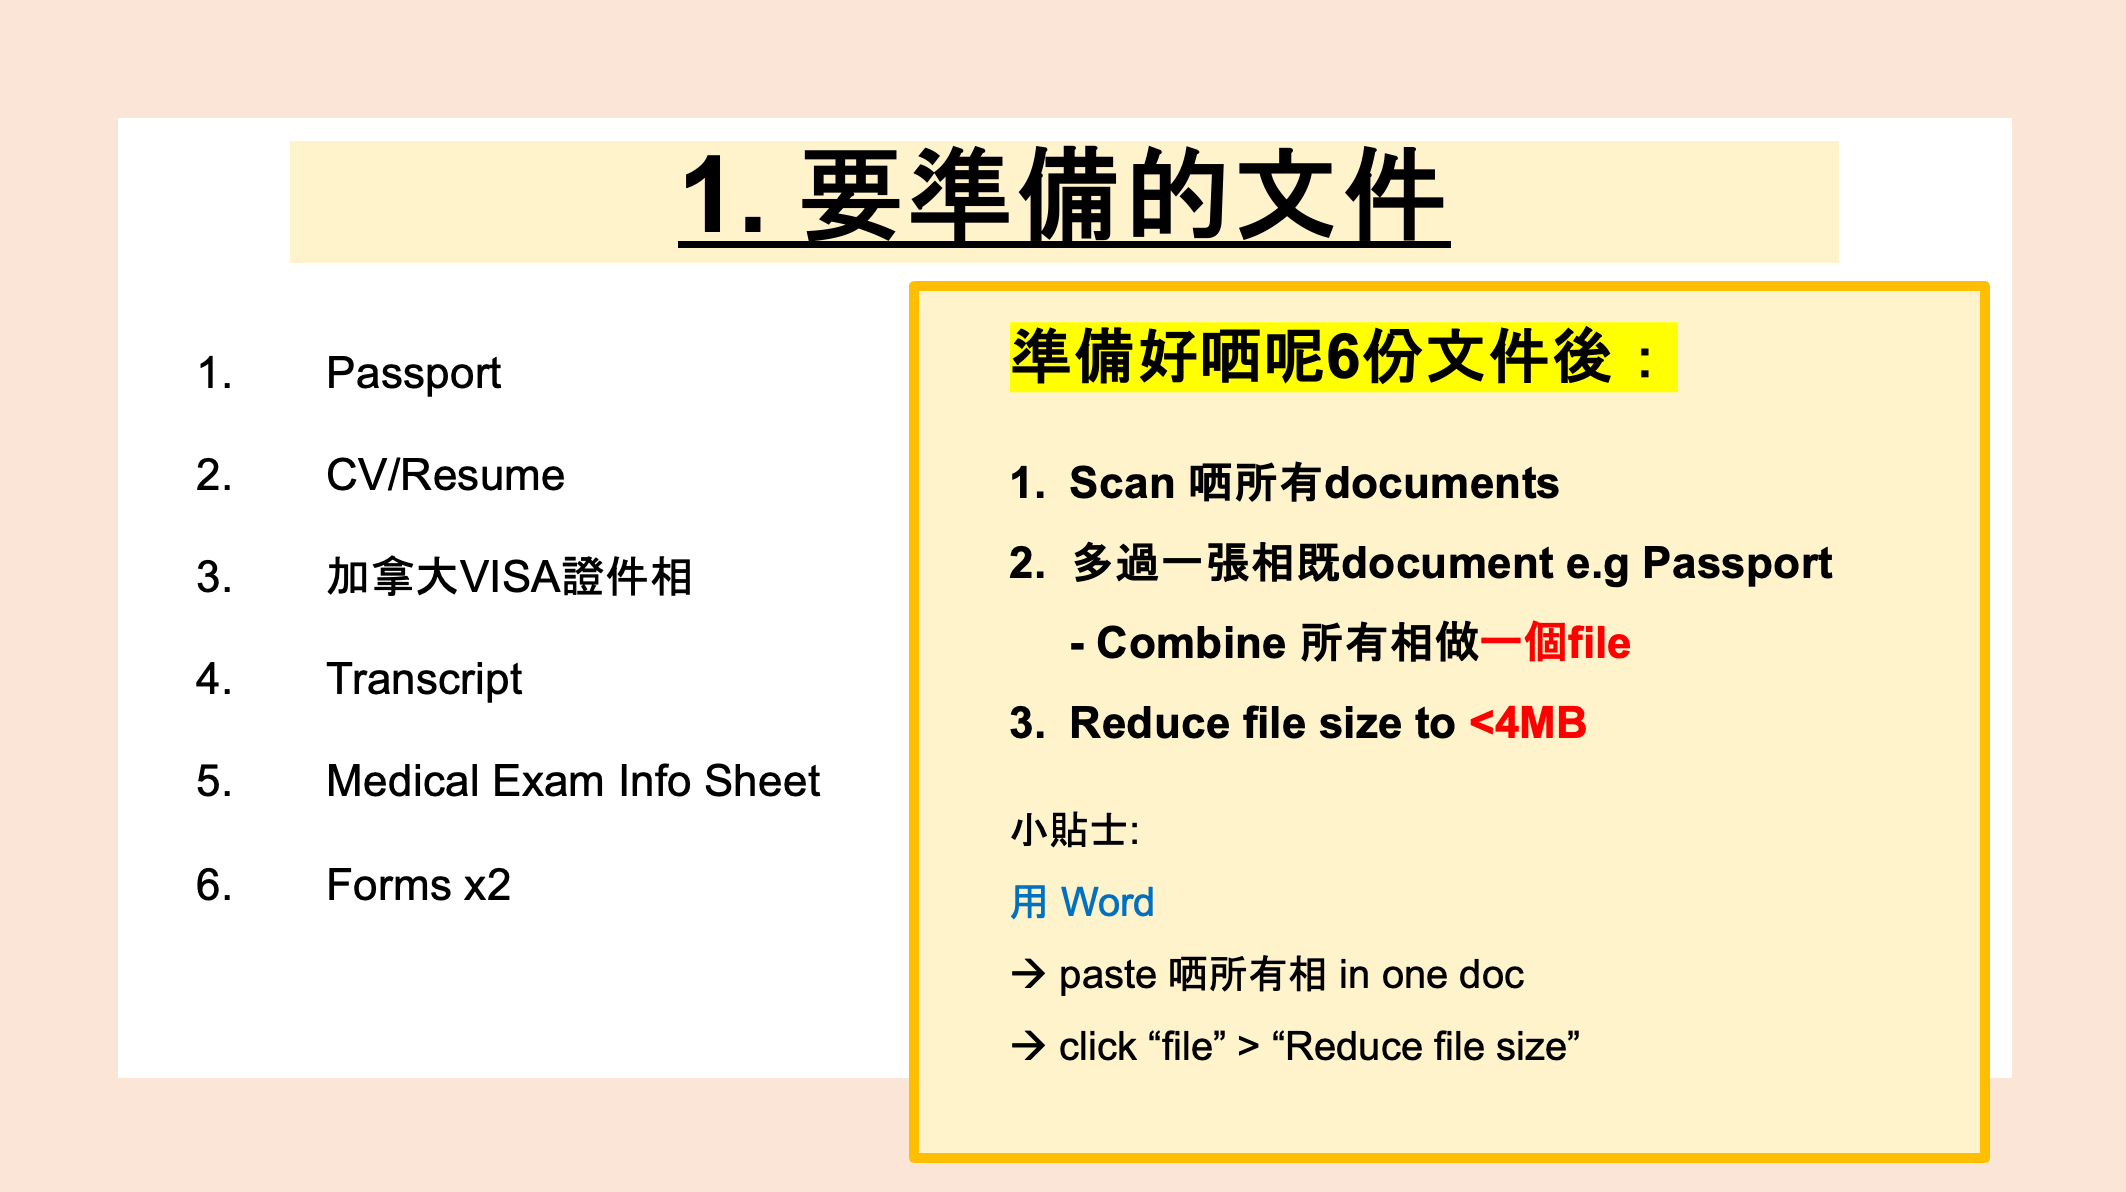 1. 要準備的文件
1. Passport
2. CV/Resume
3. 加拿大VISA證件相
4. Transcript
5. Medical Exam Info Sheet
6. Forms x2
準備好哂呢6份文件後：
1. Scan 哂所有documents
2. 多過一張相既document e.g Passport
- Combine 所有相做一個file
3. Reduce file size to <4MB
小貼士:
用 Word
→ paste 哂所有相 in one doc
→ click “file” > “Reduce file size”